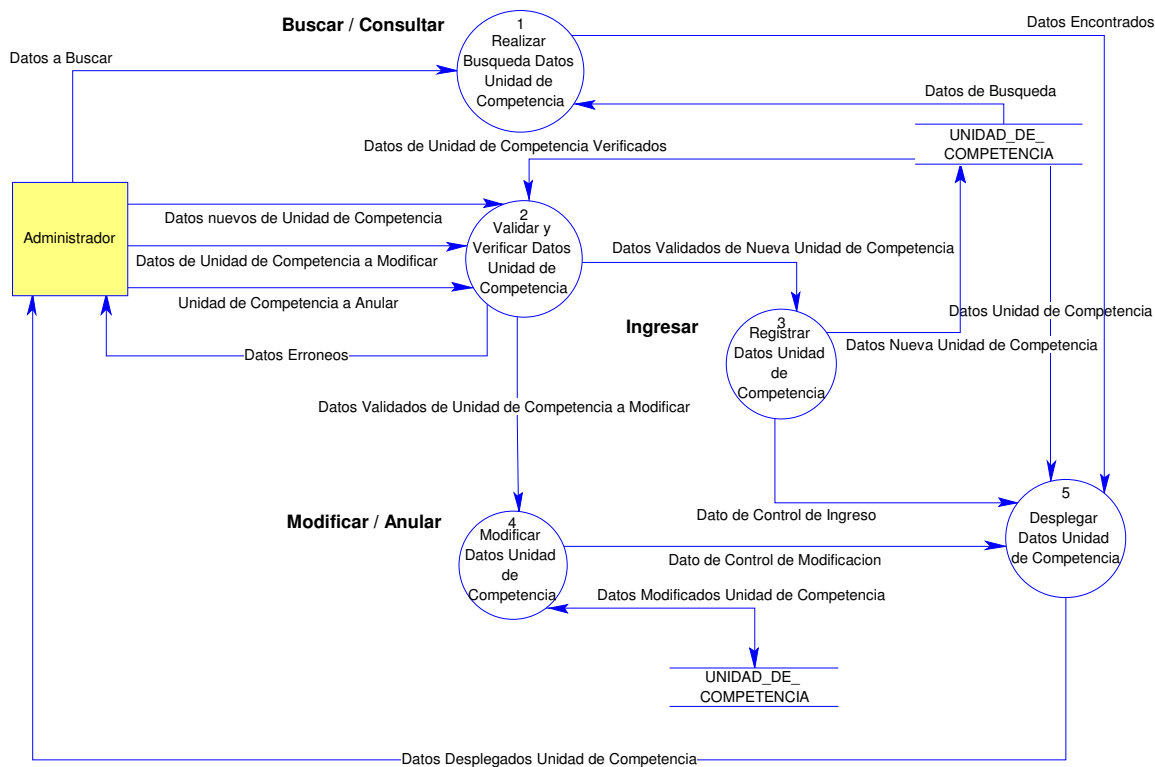 Buscar / Consultar
1
Realizar
Busqueda Datos
Unidad de
Competencia
Datos Encontrados
Datos a Buscar
Datos de Busqueda
UNIDAD_DE_
COMPETENCIA
Datos de Unidad de Competencia Verificados
Administrador
Datos nuevos de Unidad de Competencia
Datos de Unidad de Competencia a Modificar
Unidad de Competencia a Anular
2
Validar y
Verificar Datos
Unidad de
Competencia
Datos Validados de Nueva Unidad de Competencia
Datos Erroneos
Ingresar
3
Registrar
Datos Unidad
de
Competencia
Datos Unidad de Competencia
Datos Nueva Unidad de Competencia
Datos Validados de Unidad de Competencia a Modificar
Modificar / Anular
4
Modificar
Datos Unidad
de
Competencia
Dato de Control de Ingreso
Dato de Control de Modificacion
5
Desplegar
Datos Unidad
de Competencia
Datos Modificados Unidad de Competencia
UNIDAD_DE_
COMPETENCIA
Datos Desplegados Unidad de Competencia